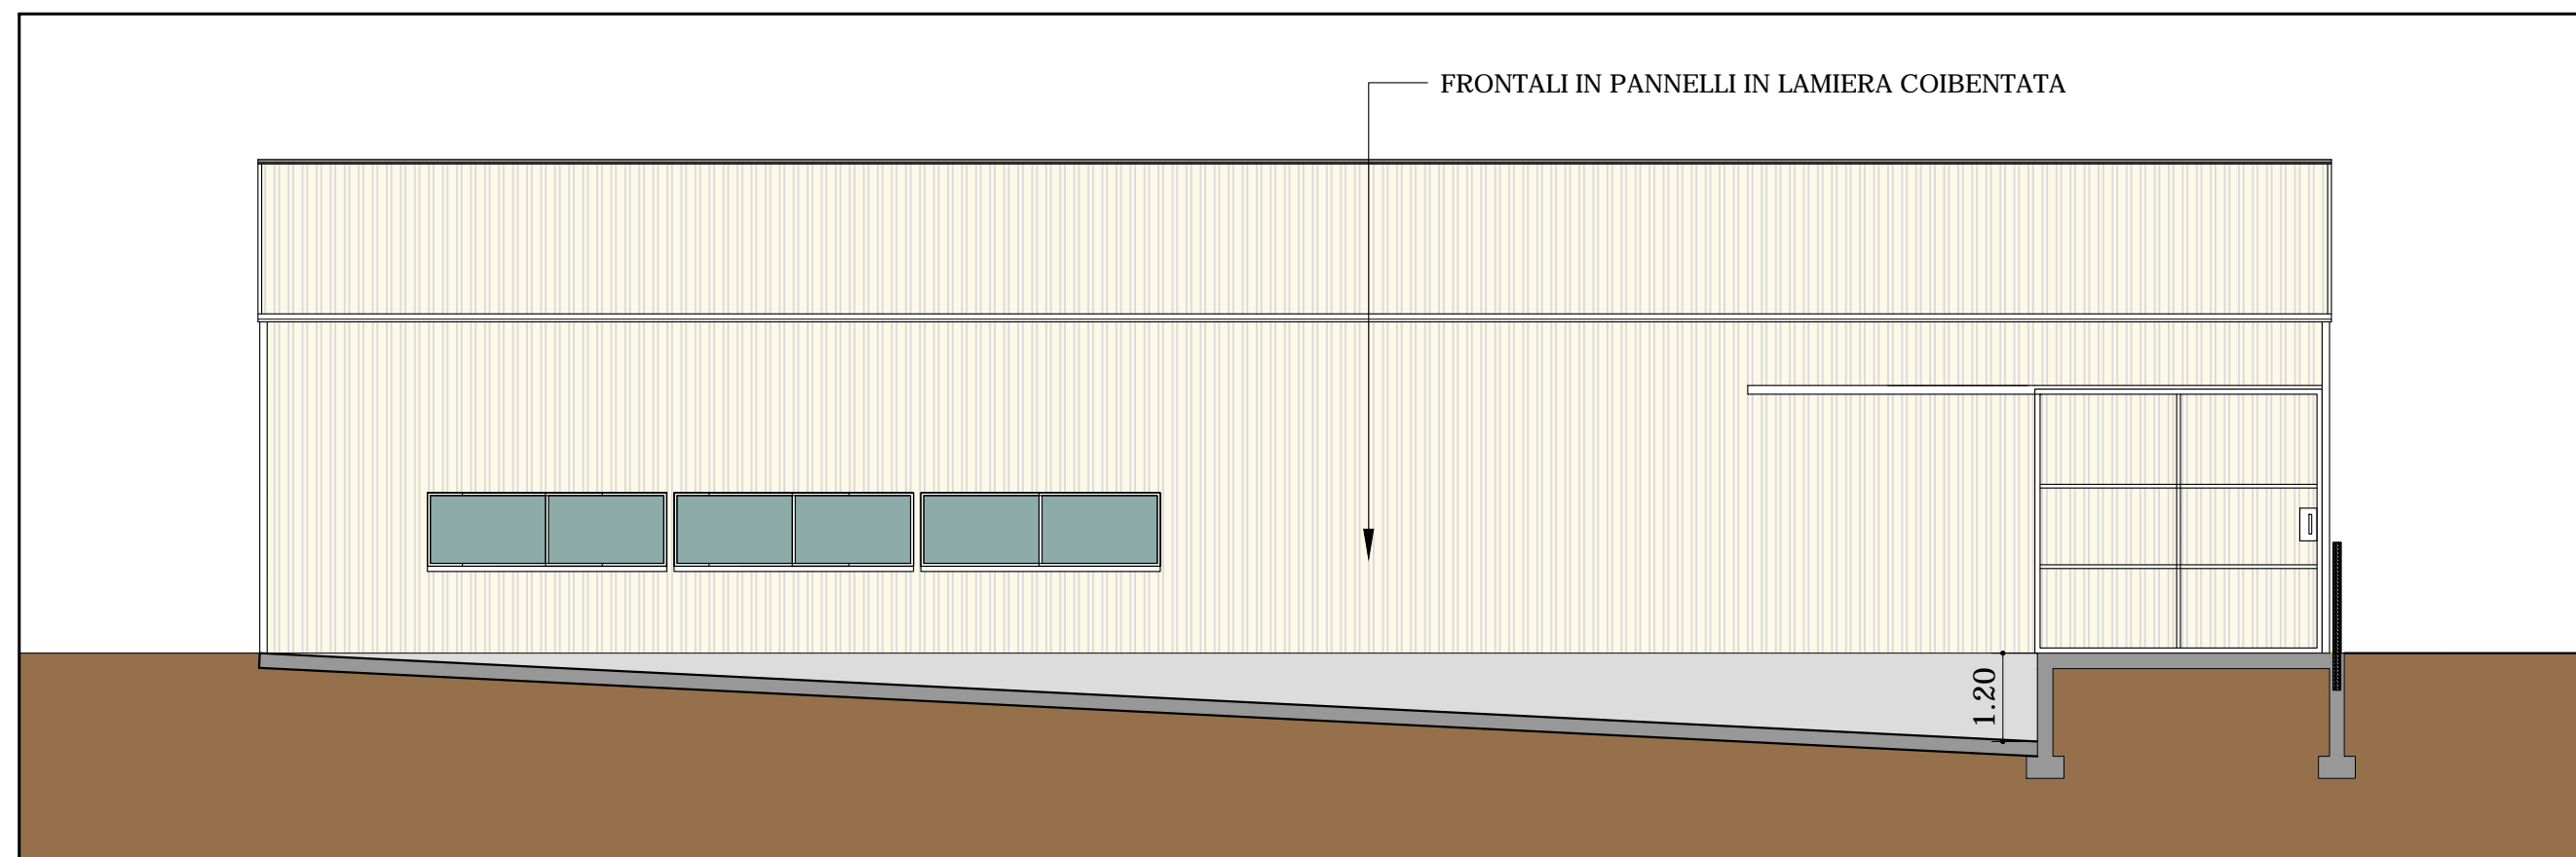 FRONTALI IN PANNELLI IN LAMIERA COIBENTATA
1.20